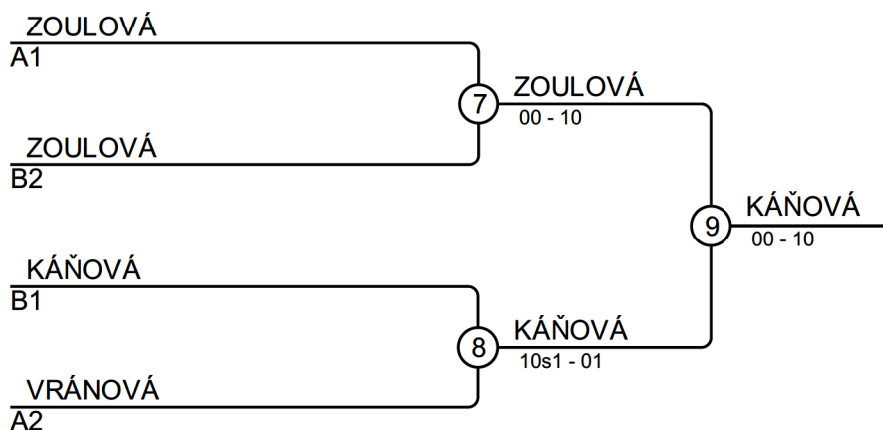 ZOULOVÁ
A1
7
ZOULOVÁ
00 - 10
ZOULOVÁ
B2
9
KÁŇOVÁ
00 - 10
KÁŇOVÁ
B1
8
KÁŇOVÁ
10s1 - 01
VRÁNOVÁ
A2